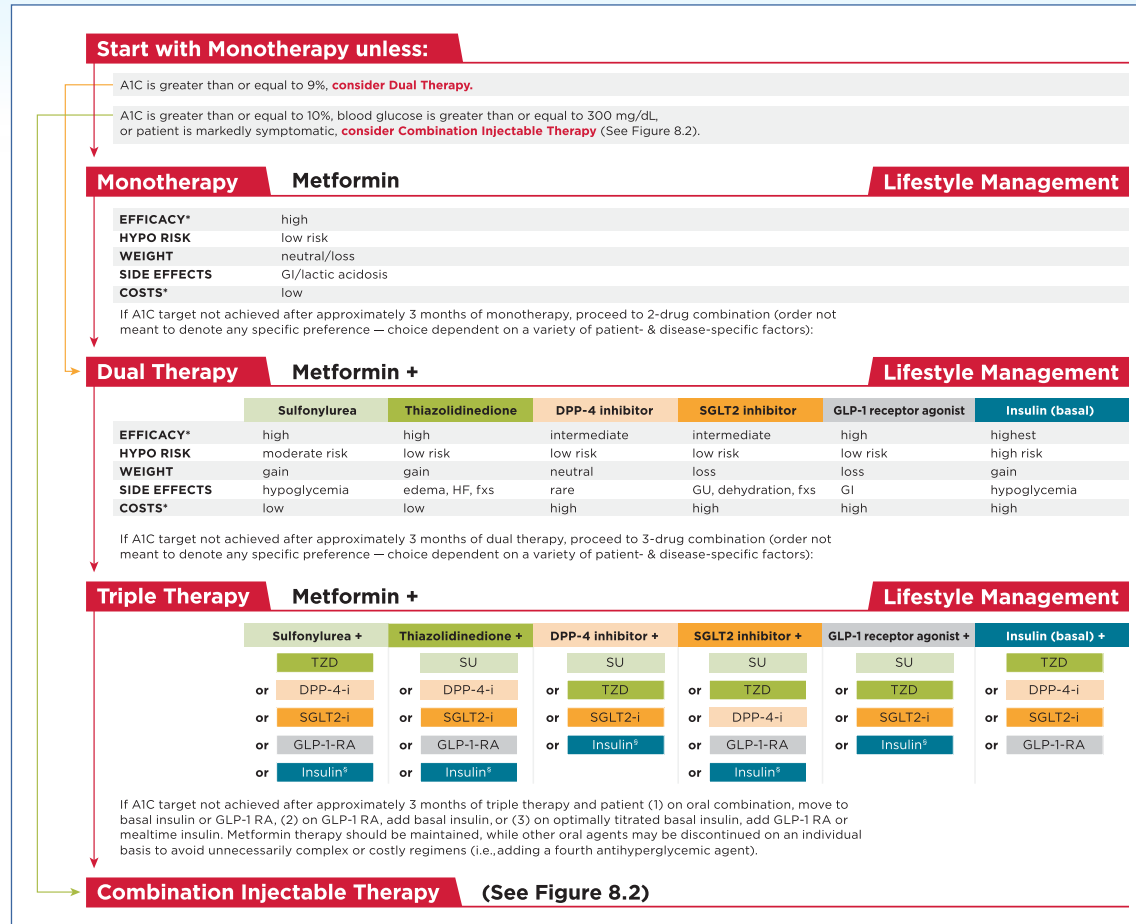 Start with Monotherapy unless:
A1C is greater than or equal to 9%, consider Dual Therapy.
A1C is greater than or equal to 10%, blood glucose is greater than or equal to 300 mg/dL,
or patient is markedly symptomatic, consider Combination Injectable Therapy (See Figure 8.2).
Monotherapy Metformin Lifestyle Management
EFFICACY* high
HYPO RISK low risk
WEIGHT neutral/loss
SIDE EFFECTS GI/lactic acidosis
COSTS* low
If A1C target not achieved after approximately 3 months of monotherapy, proceed to 2-drug combination (order not
meant to denote any specific preference — choice dependent on a variety of patient- & disease-specific factors):
Dual Therapy Metformin + Lifestyle Management
Sulfonylurea Thiazolidinedione DPP-4 inhibitor SGLT2 inhibitor GLP-1 receptor agonist Insulin (basal)
EFFICACY* high high intermediate intermediate high highest
HYPO RISK moderate risk low risk low risk low risk low risk high risk
WEIGHT gain gain neutral loss loss gain
SIDE EFFECTS hypoglycemia edema, HF, fxs rare GU, dehydration, fxs GI hypoglycemia
COSTS* low low high high high high
If A1C target not achieved after approximately 3 months of dual therapy, proceed to 3-drug combination (order not
meant to denote any specific preference — choice dependent on a variety of patient- & disease-specific factors):
Triple Therapy Metformin + Lifestyle Management
Sulfonylurea + Thiazolidinedione + DPP-4 inhibitor + SGLT2 inhibitor + GLP-1 receptor agonist + Insulin (basal) +
TZD SU SU SU SU TZD
or DPP-4-i or DPP-4-i or TZD or TZD or TZD or DPP-4-i
or SGLT2-i or SGLT2-i or SGLT2-i or DPP-4-i or SGLT2-i or SGLT2-i
or GLP-1-RA or GLP-1-RA or Insulin§ or GLP-1-RA or Insulin§ or GLP-1-RA
or Insulin§ or Insulin§ or Insulin§
If A1C target not achieved after approximately 3 months of triple therapy and patient (1) on oral combination, move to
basal insulin or GLP-1 RA, (2) on GLP-1 RA, add basal insulin, or (3) on optimally titrated basal insulin, add GLP-1 RA or
mealtime insulin. Metformin therapy should be maintained, while other oral agents may be discontinued on an individual
basis to avoid unnecessarily complex or costly regimens (i.e., adding a fourth antihyperglycemic agent).
Combination Injectable Therapy (See Figure 8.2)